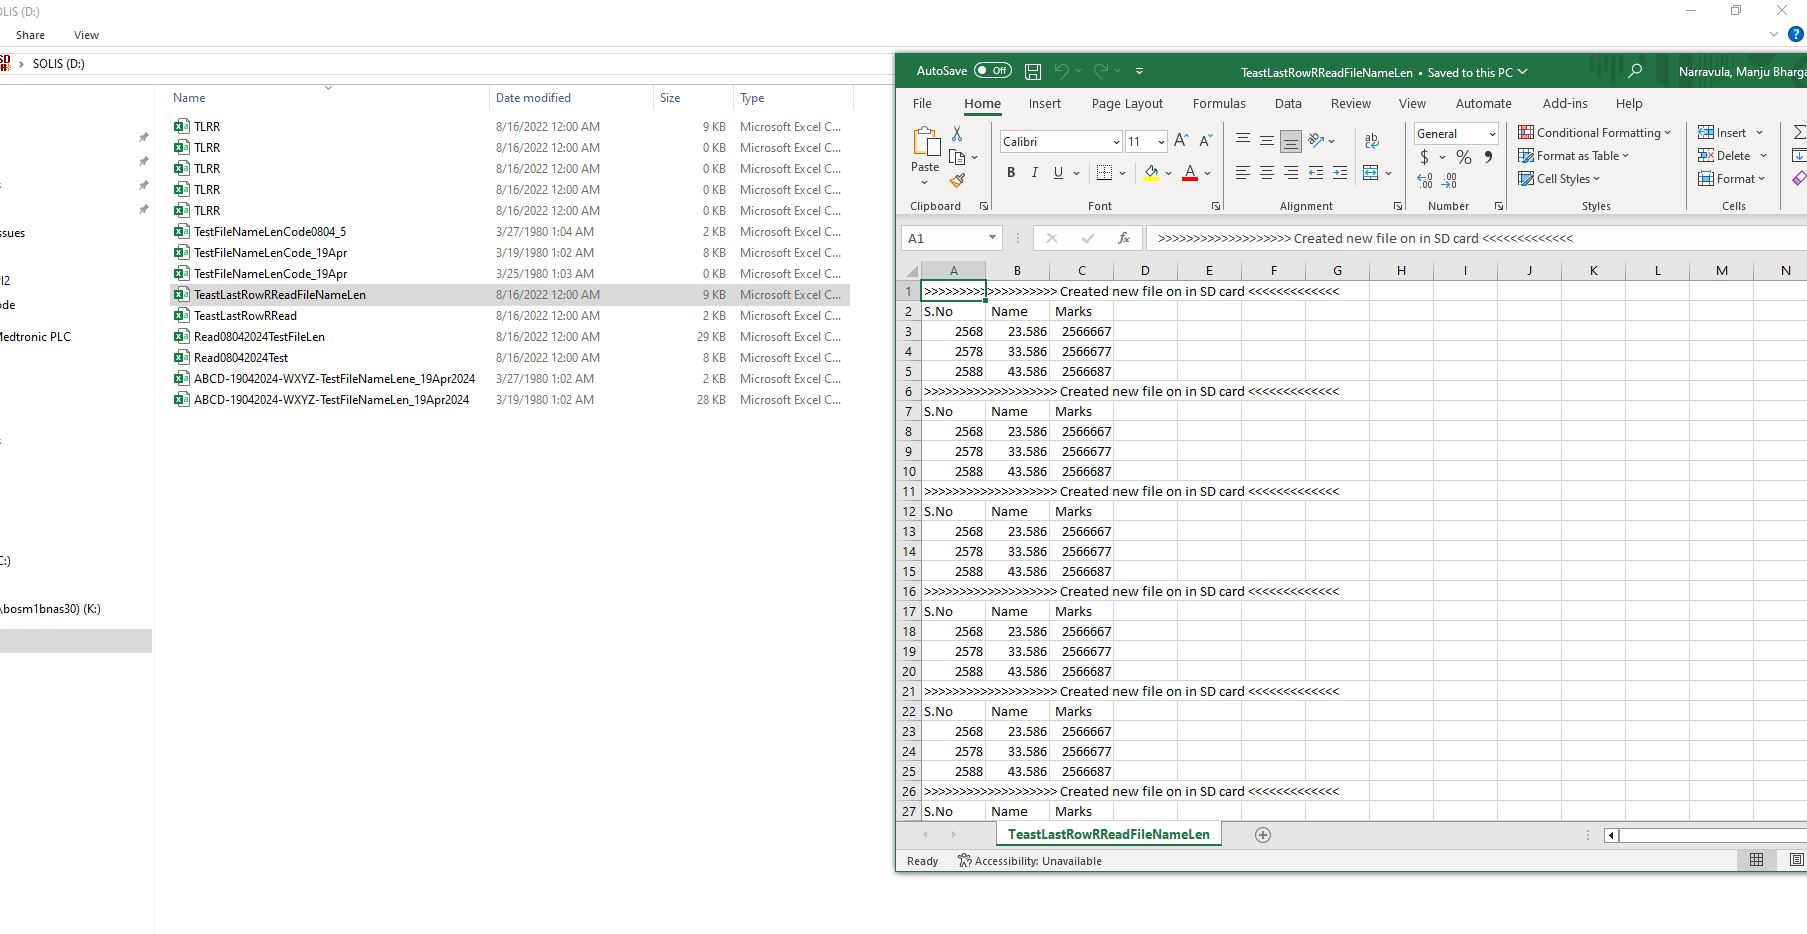 OLIS (D:)
Share View
SD
SOLIS (D:)
Name Date modified Size Type
TLRR 8/16/2022 12:00 AM 9 KB Microsoft Excel C...
TLRR 8/16/2022 12:00 AM 0 KB Microsoft Excel C...
TLRR 8/16/2022 12:00 AM 0 KB Microsoft Excel C...
TLRR 8/16/2022 12:00 AM 0 KB Microsoft Excel C...
TLRR 8/16/2022 12:00 AM 0 KB Microsoft Excel C...
TestFileNameLenCode0804_5 3/27/1980 1:04 AM 2 KB Microsoft Excel C...
TestFileNameLenCode_19Apr 3/19/1980 1:02 AM 8 KB Microsoft Excel C...
TestFileNameLenCode_19Apr 3/25/1980 1:03 AM 0 KB Microsoft Excel C...
TeastLastRowRReadFileNameLen 8/16/2022 12:00 AM 9 KB Microsoft Excel C...
TeastLastRowRRead 8/16/2022 12:00 AM 2 KB Microsoft Excel C...
Read08042024TestFileLen 8/16/2022 12:00 AM 29 KB Microsoft Excel C...
Read08042024Test 8/16/2022 12:00 AM 8 KB Microsoft Excel C...
ABCD-19042024-WXYZ-TestFileNameLene_19Apr2024 3/27/1980 1:02 AM 2 KB Microsoft Excel C...
ABCD-19042024-WXYZ-TestFileNameLen_19Apr2024 3/19/1980 1:02 AM 28 KB Microsoft Excel C...
ssues
I2
ode
Medtronic PLC
C:)
\bosm1bnas30) (K:)
AutoSave Off TeastLastRowRReadFileNameLen • Saved to this PC Narravula, Manju Bharga
File Home Insert Page Layout Formulas Data Review View Automate Add-ins Help
Paste
Calibri 11
B I U
ab
General
$ % 9
Conditional Formatting
Format as Table
Cell Styles
Insert
Delete
Format
Clipboard Font Alignment Number Styles Cells
A1 fx >>>>>>>>>>>>>>>>>>> Created new file on in SD card <<<<<<<<<<<<<
A B C D E F G H I J K L M N
1 >>>>>>>>>>>>>>>>>>> Created new file on in SD card <<<<<<<<<<<<<
2 S.No Name Marks
3 2568 23.586 2566667
4 2578 33.586 2566677
5 2588 43.586 2566687
6 >>>>>>>>>>>>>>>>>>> Created new file on in SD card <<<<<<<<<<<<<
7 S.No Name Marks
8 2568 23.586 2566667
9 2578 33.586 2566677
10 2588 43.586 2566687
11 >>>>>>>>>>>>>>>>>>> Created new file on in SD card <<<<<<<<<<<<<
12 S.No Name Marks
13 2568 23.586 2566667
14 2578 33.586 2566677
15 2588 43.586 2566687
16 >>>>>>>>>>>>>>>>>>> Created new file on in SD card <<<<<<<<<<<<<
17 S.No Name Marks
18 2568 23.586 2566667
19 2578 33.586 2566677
20 2588 43.586 2566687
21 >>>>>>>>>>>>>>>>>>> Created new file on in SD card <<<<<<<<<<<<<
22 S.No Name Marks
23 2568 23.586 2566667
24 2578 33.586 2566677
25 2588 43.586 2566687
26 >>>>>>>>>>>>>>>>>>> Created new file on in SD card <<<<<<<<<<<<<
27 S.No Name Marks
TeastLastRowRReadFileNameLen
Ready Accessibility: Unavailable